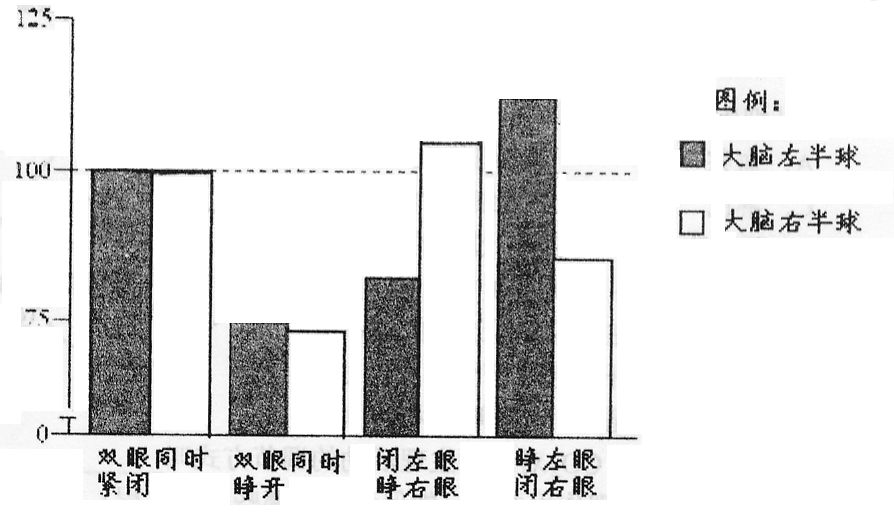 125
100
75
0
图例：
大脑左半球
大脑右半球
双眼同时
紧闭
双眼同时
睁开
闭左眼
睁右眼
睁左眼
闭右眼